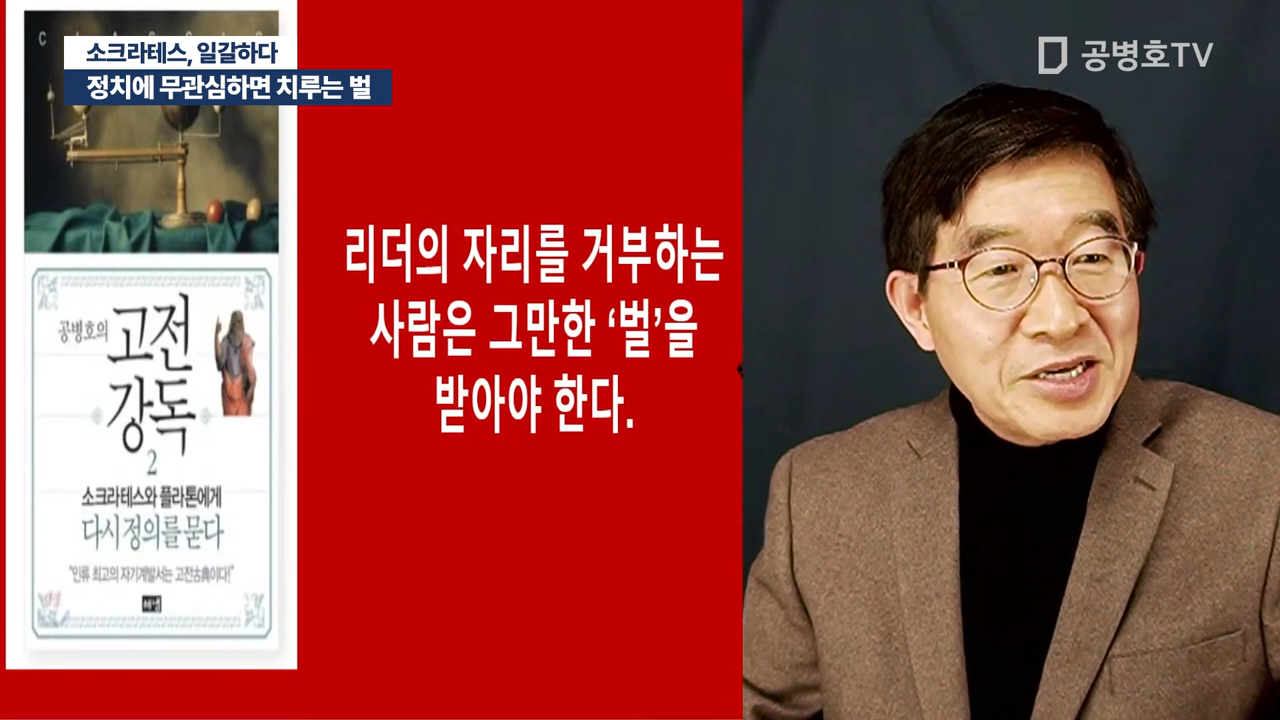 CLASSIC
소크라테스, 일갈하다
정치에 무관심하면 치루는 벌
공병호TV
리더의 자리를 거부하는
사람은 그만한 ‘벌’을
받아야 한다.
공병호의
고전
강독
2
소크라테스와 플라톤에게
다시 정의를 묻다
"인류 최고의 자기계발서는 고전古典이다!"
해냄